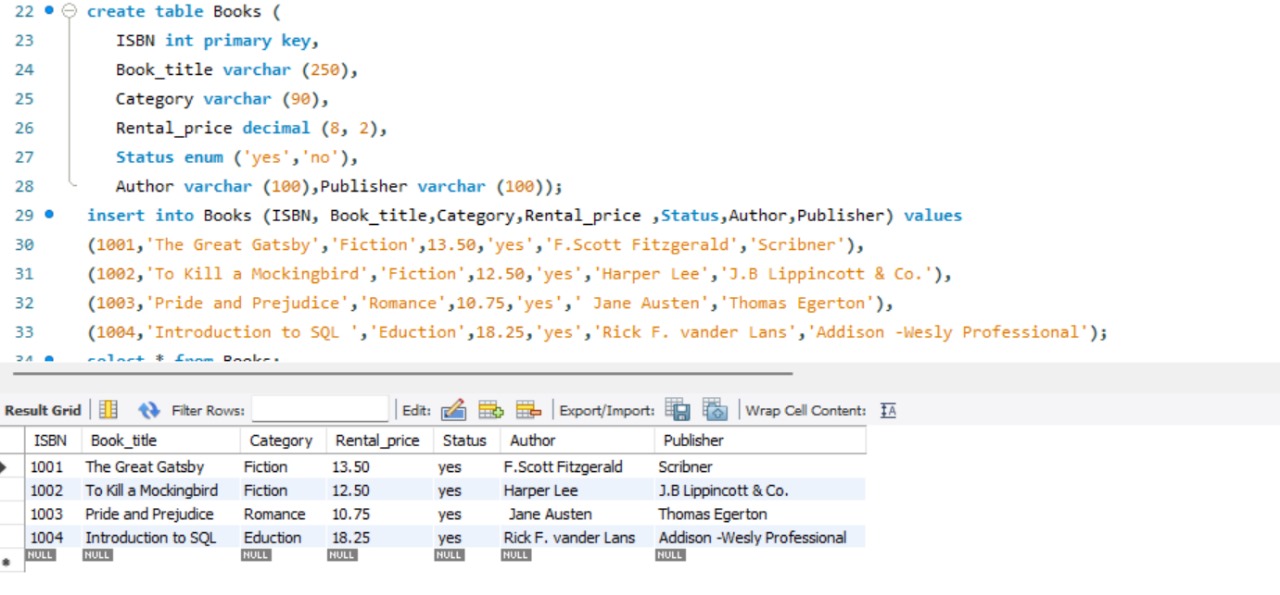 22 create table Books (
23 ISBN int primary key,
24 Book_title varchar (250),
25 Category varchar (90),
26 Rental_price decimal (8, 2),
27 Status enum ('yes','no'),
28 Author varchar (100),Publisher varchar (100));
29 insert into Books (ISBN, Book_title,Category,Rental_price ,Status,Author,Publisher) values
30 (1001,'The Great Gatsby','Fiction',13.50,'yes','F.Scott Fitzgerald','Scribner'),
31 (1002,'To Kill a Mockingbird','Fiction',12.50,'yes','Harper Lee','J.B Lippincott & Co.'),
32 (1003,'Pride and Prejudice','Romance',10.75,'yes',' Jane Austen','Thomas Egerton'),
33 (1004,'Introduction to SQL ','Eduction',18.25,'yes','Rick F. vander Lans','Addison -Wesly Professional');
34 select * from Books;
Result Grid Filter Rows: Edit: Export/Import: Wrap Cell Content:
ISBN Book_title Category Rental_price Status Author Publisher
1001 The Great Gatsby Fiction 13.50 yes F.Scott Fitzgerald Scribner
1002 To Kill a Mockingbird Fiction 12.50 yes Harper Lee J.B Lippincott & Co.
1003 Pride and Prejudice Romance 10.75 yes Jane Austen Thomas Egerton
1004 Introduction to SQL Eduction 18.25 yes Rick F. vander Lans Addison -Wesly Professional
NULL NULL NULL NULL NULL NULL NULL